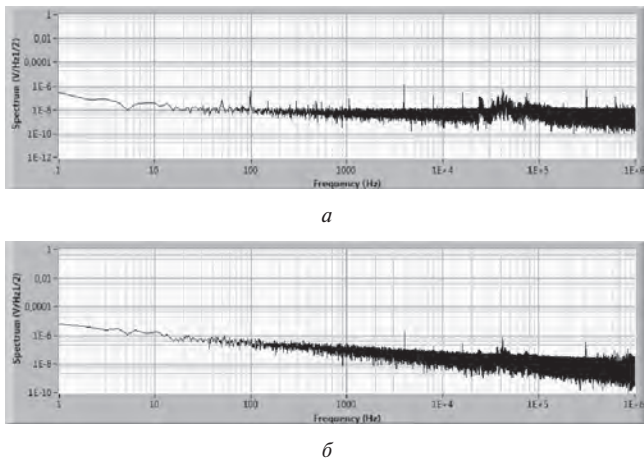 1
0,01
0,0001
1E-6
1E-8
1E-10
1E-12
Spectrum (V/Hz1/2)
1 10 100 1000 1E+4 1E+5 1E+6
Frequency (Hz)
а
1
0,01
0,0001
1E-6
1E-8
1E-10
Spectrum (V/Hz1/2)
1 10 100 1000 1E+4 1E+5 1E+6
Frequency (Hz)
б